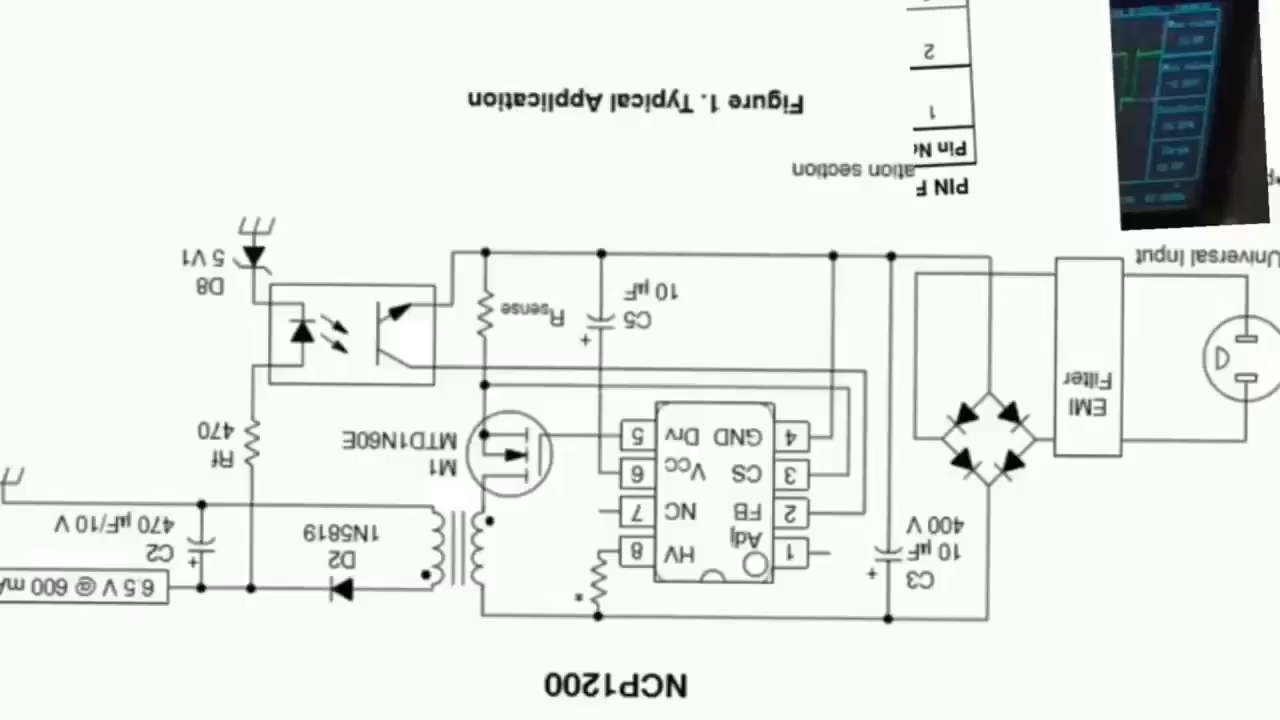 NCP1200
C3
10 µF
400 V
EMI
Filter
Universal Input
1
2
3
4
8
7
6
5
Adj
FB
CS
GND
HV
NC
Vcc
Drv
*
+
C5
10 µF
+
Rsense
M1
MTD1N60E
D2
1N5819
C2
470 µF/10 V
+
6.5 V @ 600 mA
Rf
470
D8
5 V1
Figure 1. Typical Application
ation section
PIN F
Pin No
1
2